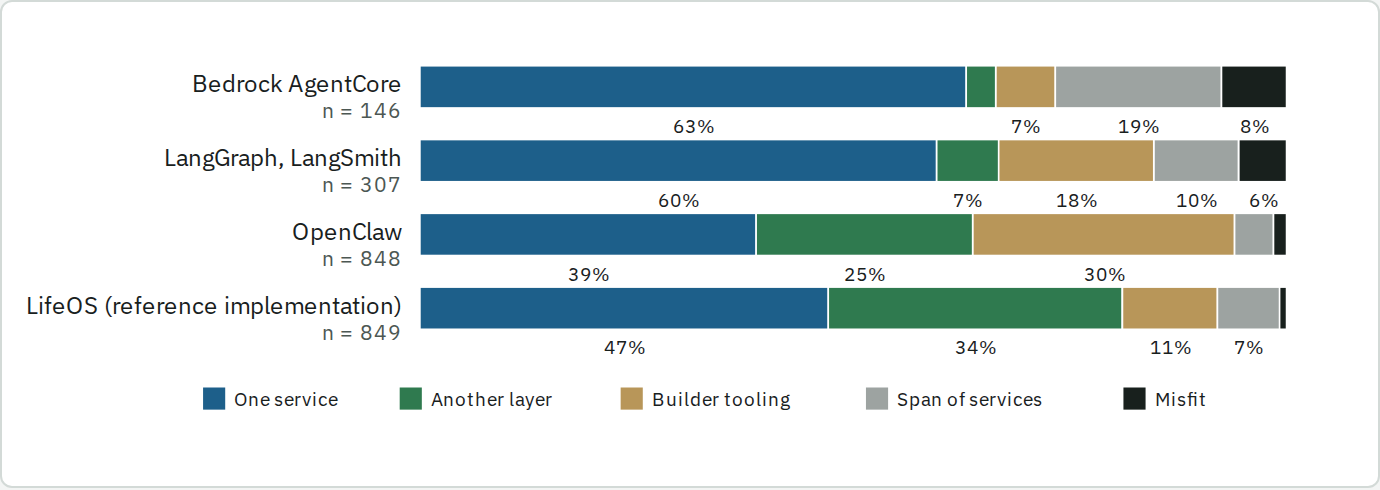 Bedrock AgentCore
n = 146
63% 7% 19% 8%
LangGraph, LangSmith
n = 307
60% 7% 18% 10% 6%
OpenClaw
n = 848
39% 25% 30%
LifeOS (reference implementation)
n = 849
47% 34% 11% 7%
One service Another layer Builder tooling Span of services Misfit